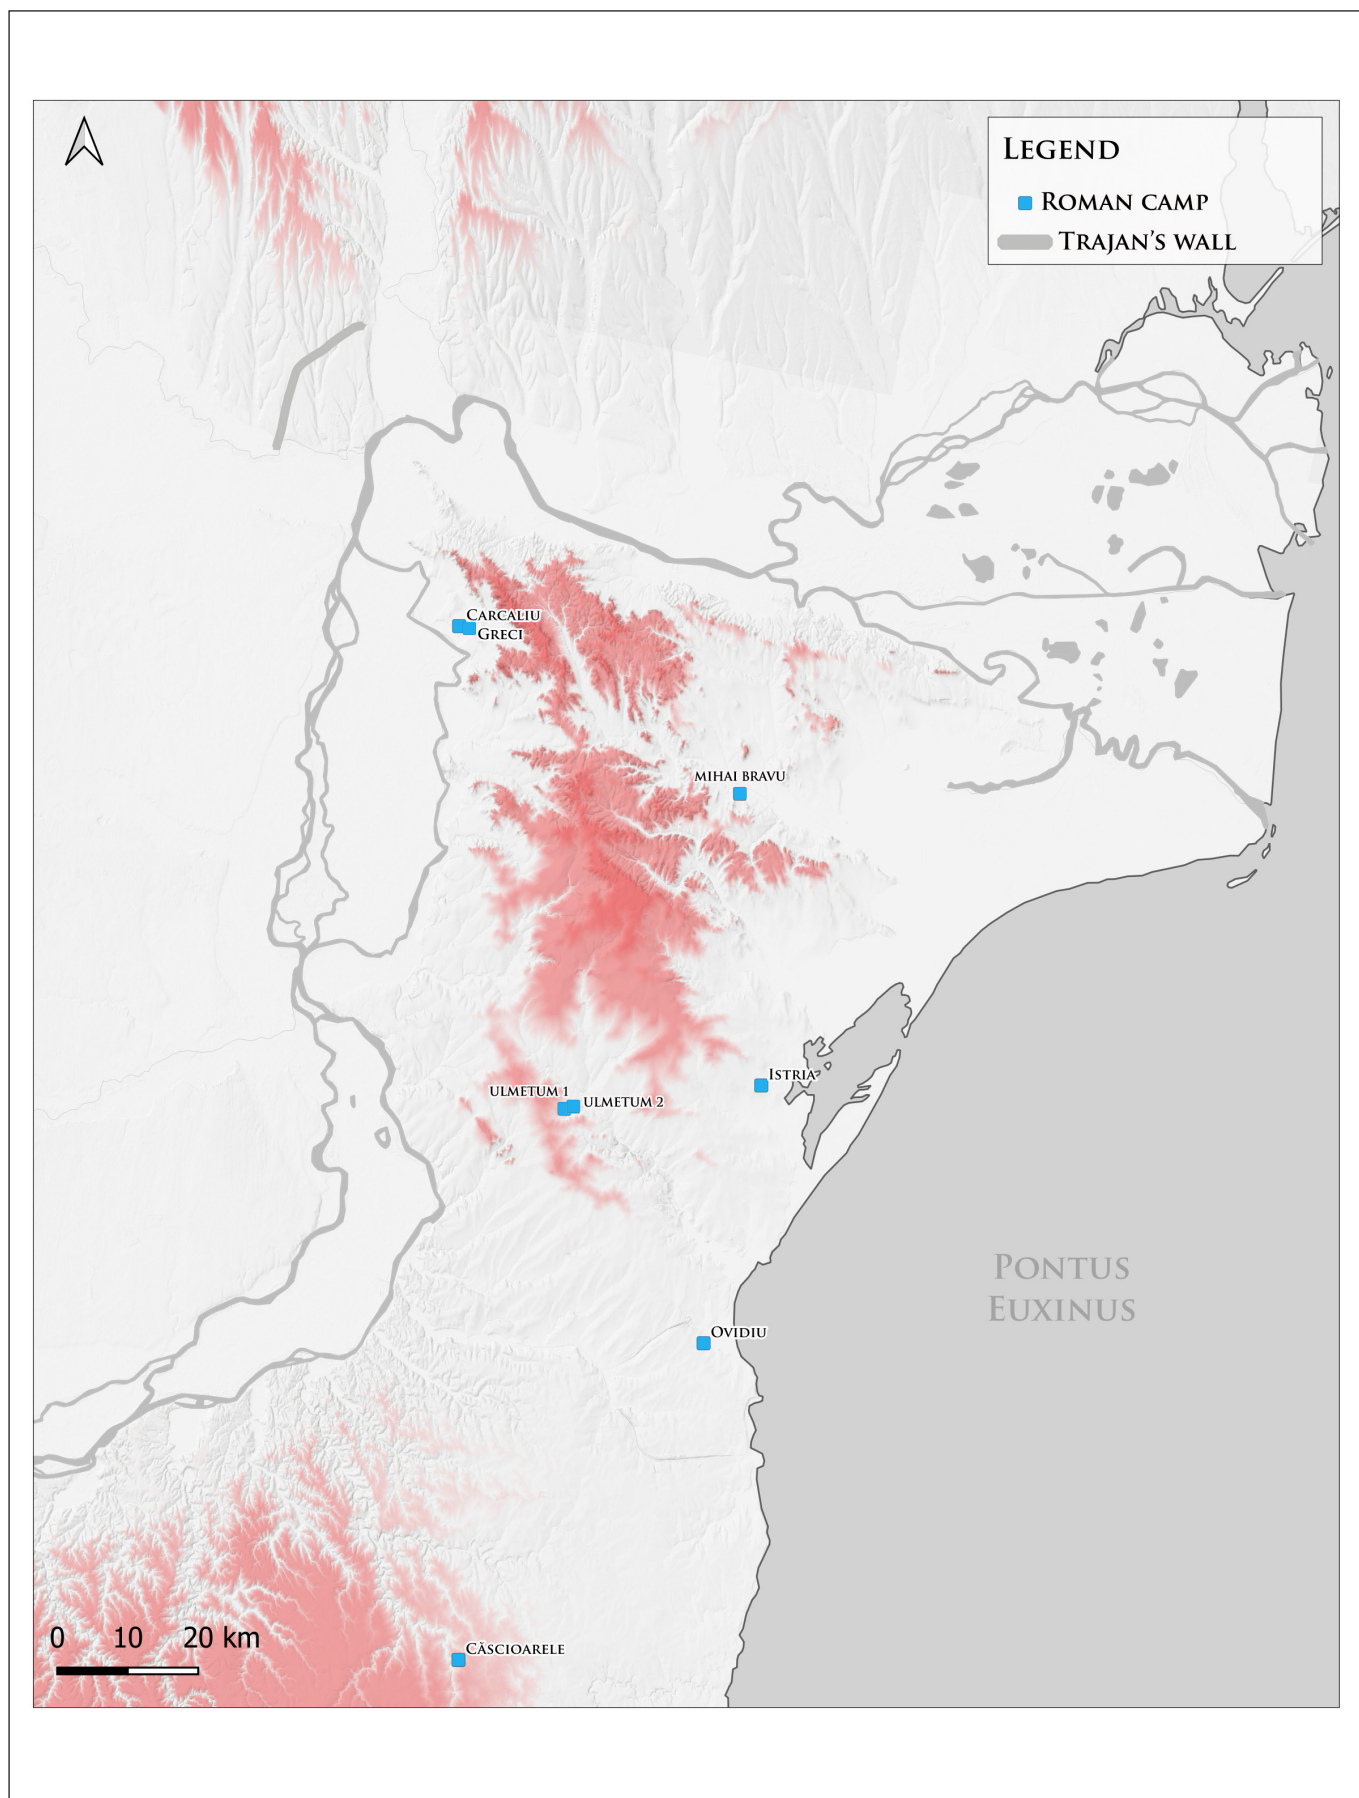 LEGEND
ROMAN CAMP
TRAJAN'S WALL
CARCALIU
GRECI
MIHAI BRAVU
ISTRIA
ULMETUM 1
ULMETUM 2
PONTUS
EUXINUS
OVIDIU
0 10 20 km
CĂSCIOARELE